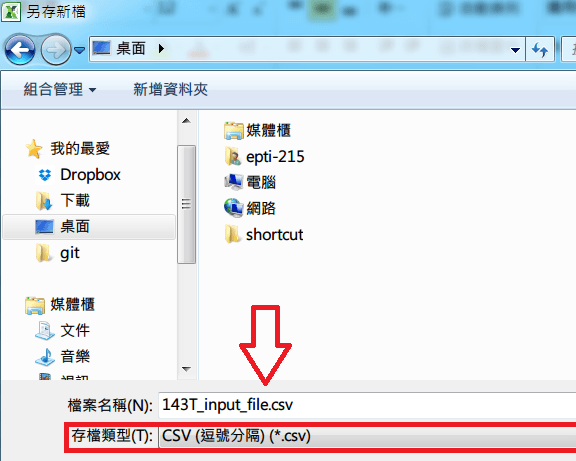 另存新檔
桌面
組合管理
新增資料夾
我的最愛
Dropbox
下載
桌面
git
媒體櫃
文件
音樂
媒體櫃
epti-215
電腦
網路
shortcut
檔案名稱(N): 143T_input_file.csv
存檔類型(T): CSV (逗號分隔) (*.csv)